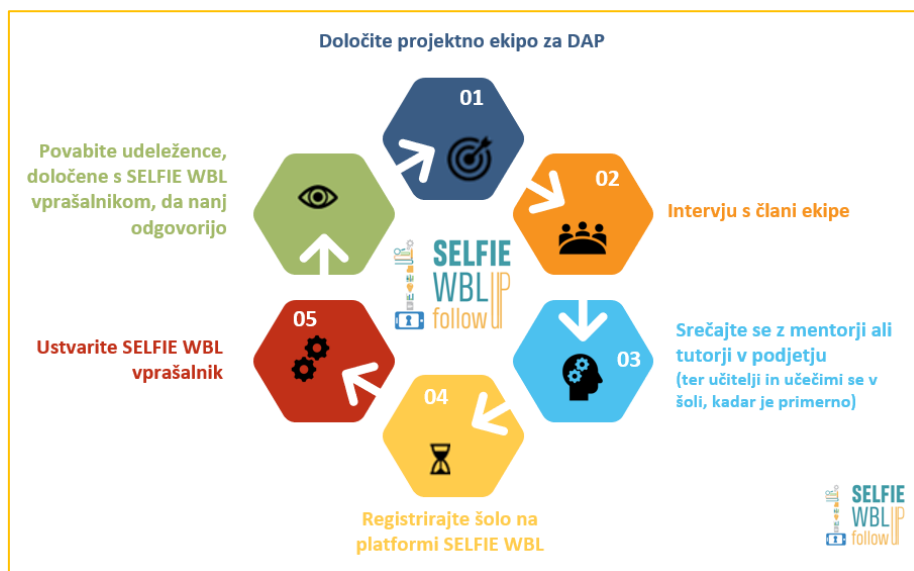 Določite projektno ekipo za DAP
01
02
Intervju s člani ekipe
Srečajte se z mentorji ali
tutorji v podjetju
(ter učitelji in učečimi se v
šoli, kadar je primerno)
03
04
Registrirajte šolo na
platformi SELFIE WBL
05
Ustvarite SELFIE WBL
vprašalnik
Povabite udeležence,
določene s SELFIE WBL
vprašalnikom, da nanj
odgovorijo
SELFIE
WBL UP
follow
SELFIE
WBL UP
follow